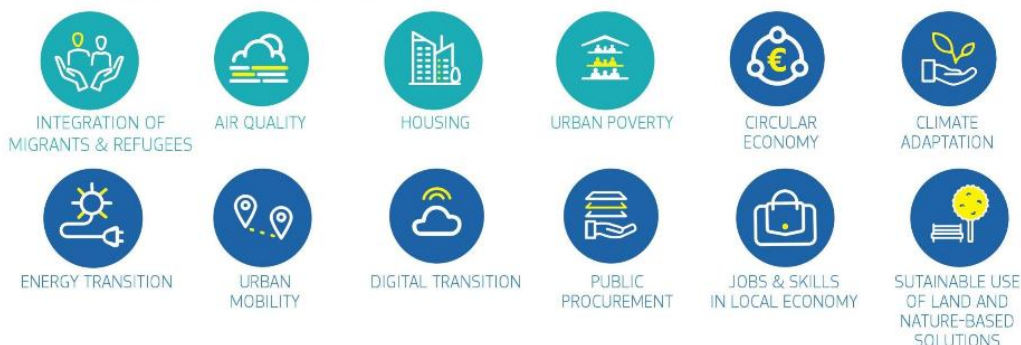 INTEGRATION OF
MIGRANTS & REFUGEES
AIR QUALITY
HOUSING
URBAN POVERTY
€
CIRCULAR
ECONOMY
CLIMATE
ADAPTATION
ENERGY TRANSITION
URBAN
MOBILITY
DIGITAL TRANSITION
PUBLIC
PROCUREMENT
JOBS & SKILLS
IN LOCAL ECONOMY
SUTAINABLE USE
OF LAND AND
NATURE-BASED
SOLUTIONS